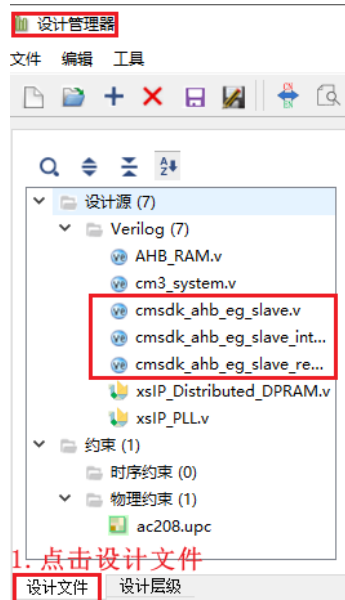 设计管理器
文件 编辑 工具
设计源 (7)
Verilog (7)
AHB_RAM.v
cm3_system.v
cmsdk_ahb_eg_slave.v
cmsdk_ahb_eg_slave_int...
cmsdk_ahb_eg_slave_re...
xsIP_Distributed_DPRAM.v
xsIP_PLL.v
约束 (1)
时序约束 (0)
物理约束 (1)
ac208.upc
1. 点击设计文件
设计文件 设计层级